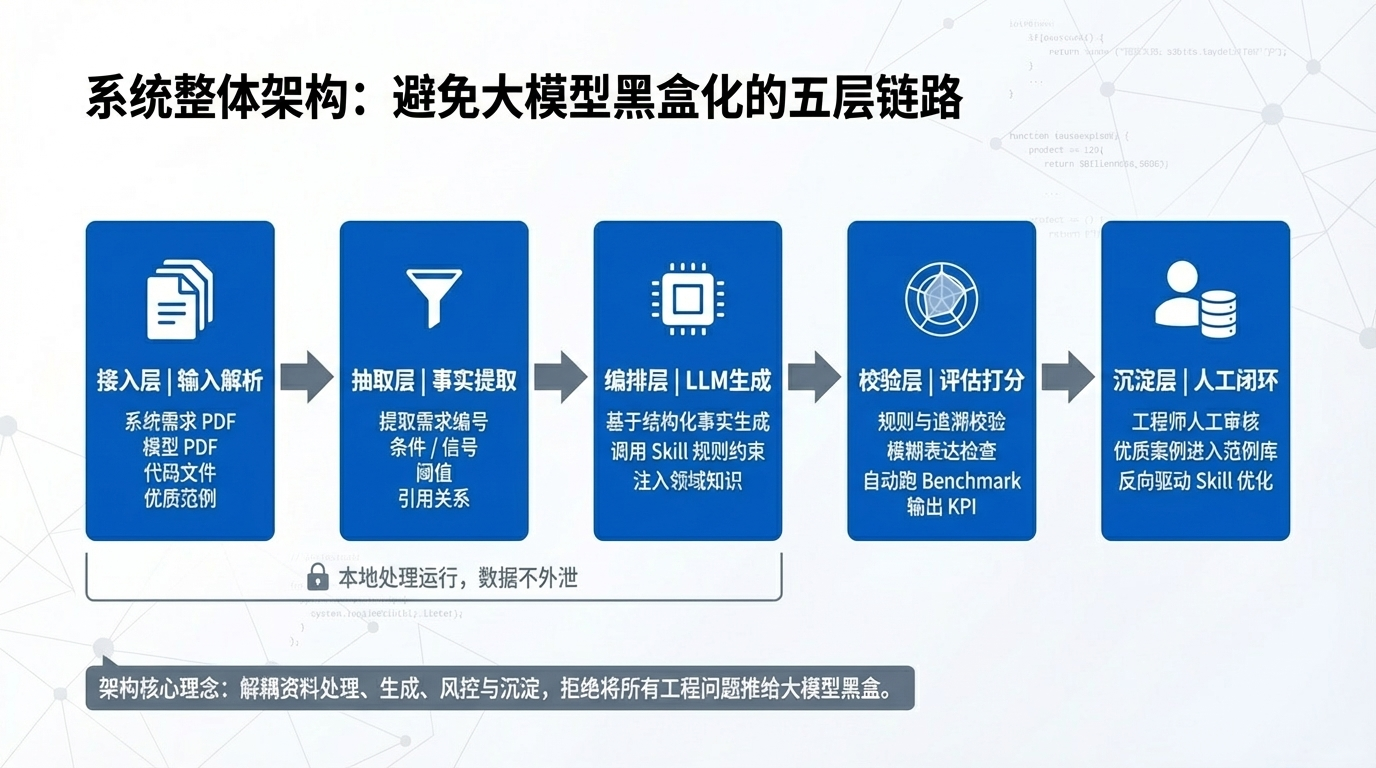 系统整体架构：避免大模型黑盒化的五层链路
接入层 | 输入解析
系统需求 PDF
模型 PDF
代码文件
优质范例
抽取层 | 事实提取
提取需求编号
条件 / 信号
阈值
引用关系
编排层 | LLM生成
基于结构化事实生成
调用 Skill 规则约束
注入领域知识
校验层 | 评估打分
规则与追溯校验
模糊表达检查
自动跑 Benchmark
输出 KPI
沉淀层 | 人工闭环
工程师人工审核
优质案例进入范例库
反向驱动 Skill 优化
本地处理运行，数据不外泄
架构核心理念：解耦资料处理、生成、风控与沉淀，拒绝将所有工程问题推给大模型黑盒。